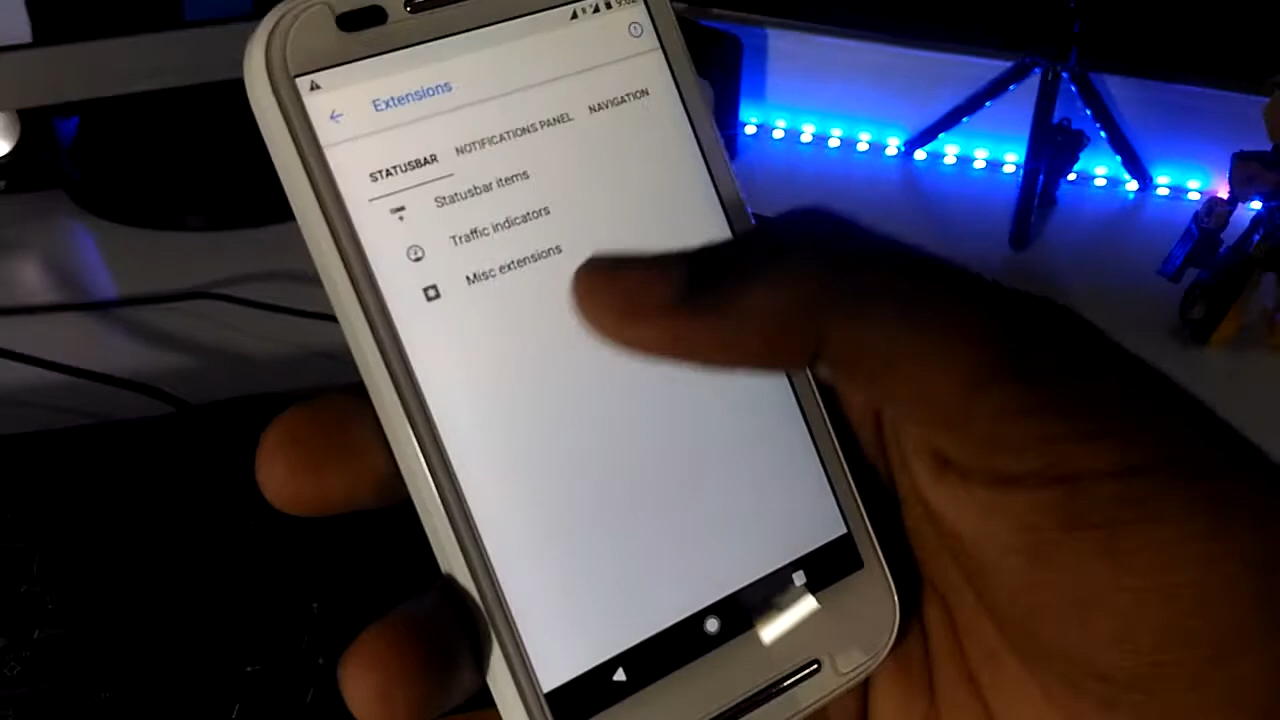 Extensions
STATUSBAR
NOTIFICATIONS PANEL
NAVIGATION
Statusbar items
Traffic indicators
Misc extensions